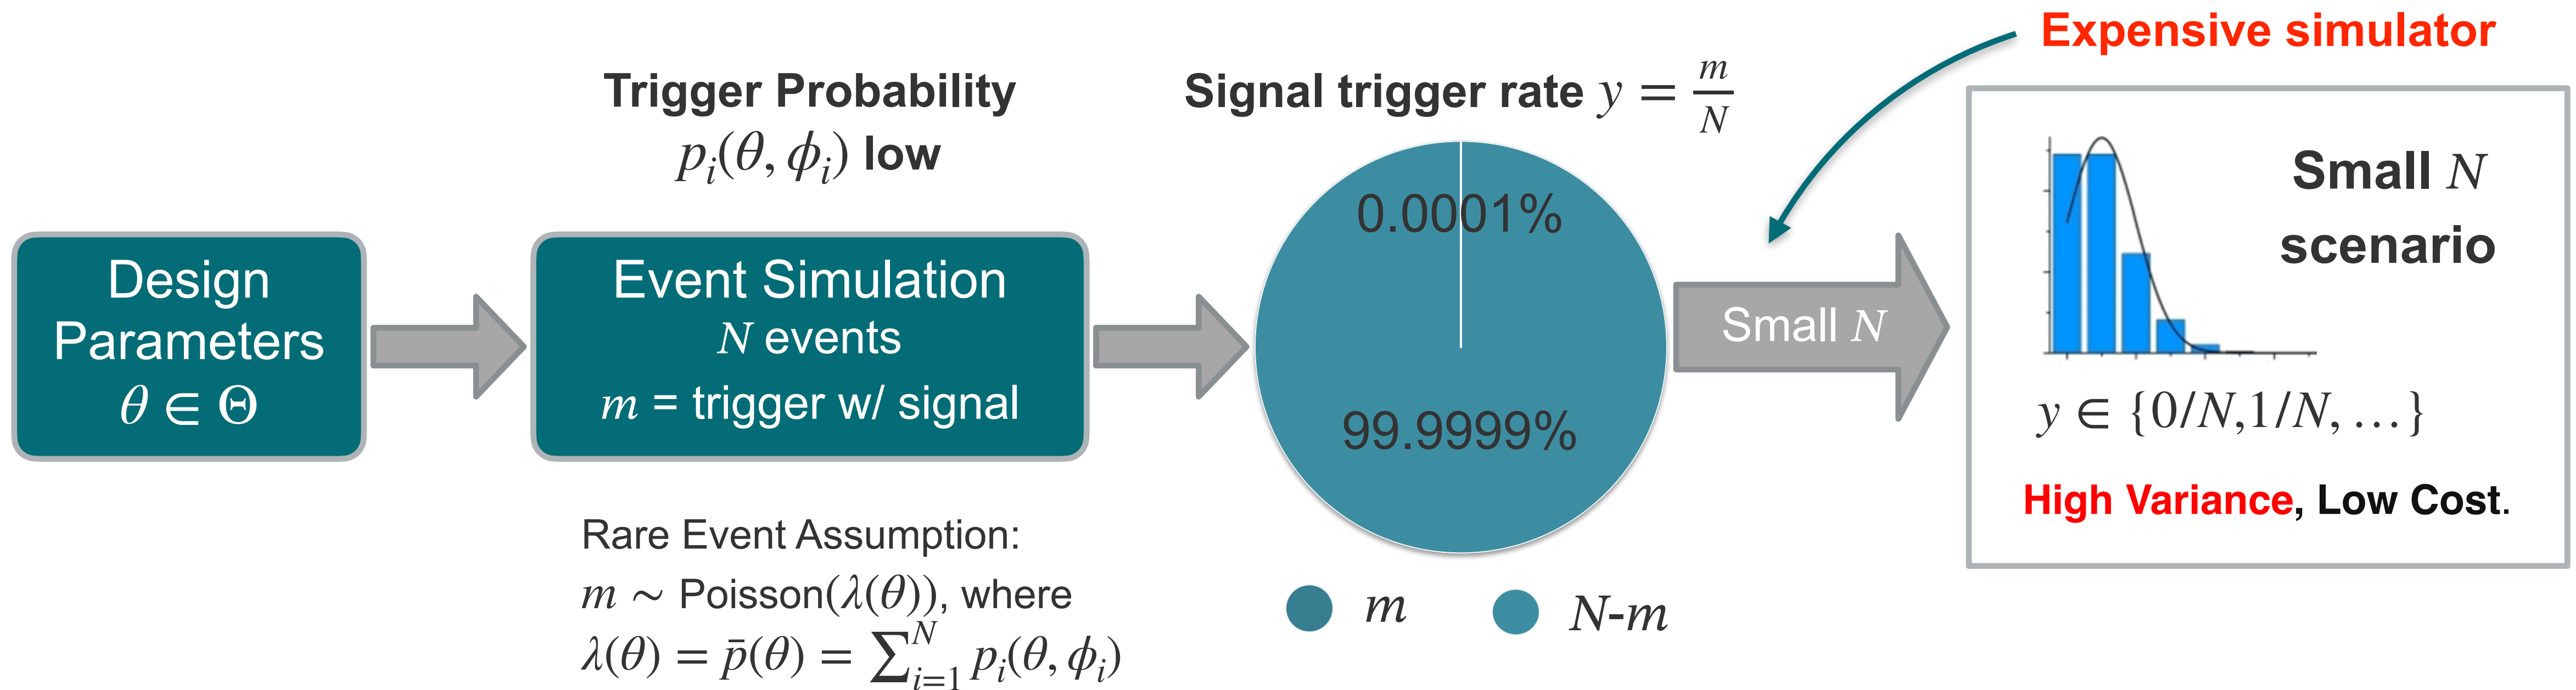 Expensive simulator
Trigger Probability
pᵢ(θ, ϕᵢ) low
Signal trigger rate y = m/N
Design
Parameters
θ ∈ Θ
Event Simulation
N events
m = trigger w/ signal
Rare Event Assumption:
m ∼ Poisson(λ(θ)), where
λ(θ) = p̄(θ) = ∑ᵢ₌₁ᴺ pᵢ(θ, ϕᵢ)
0.0001%
99.9999%
m
N-m
Small N
Small N
scenario
y ∈ {0/N,1/N, …}
High Variance, Low Cost.